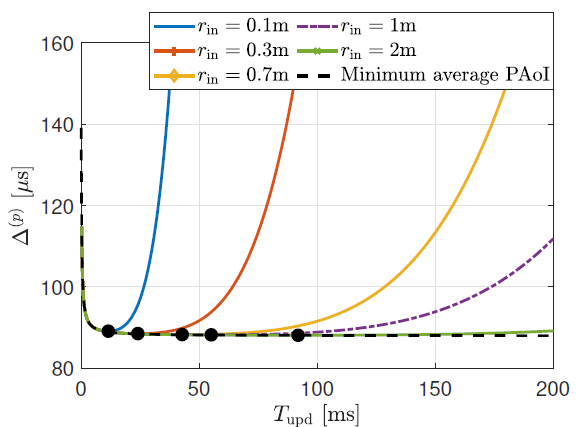 r_in = 0.1m
r_in = 0.3m
r_in = 0.7m
r_in = 1m
r_in = 2m
Minimum average PAoI
160
140
120
100
80
Δ^(p) [μs]
0
50
100
150
200
T_upd [ms]